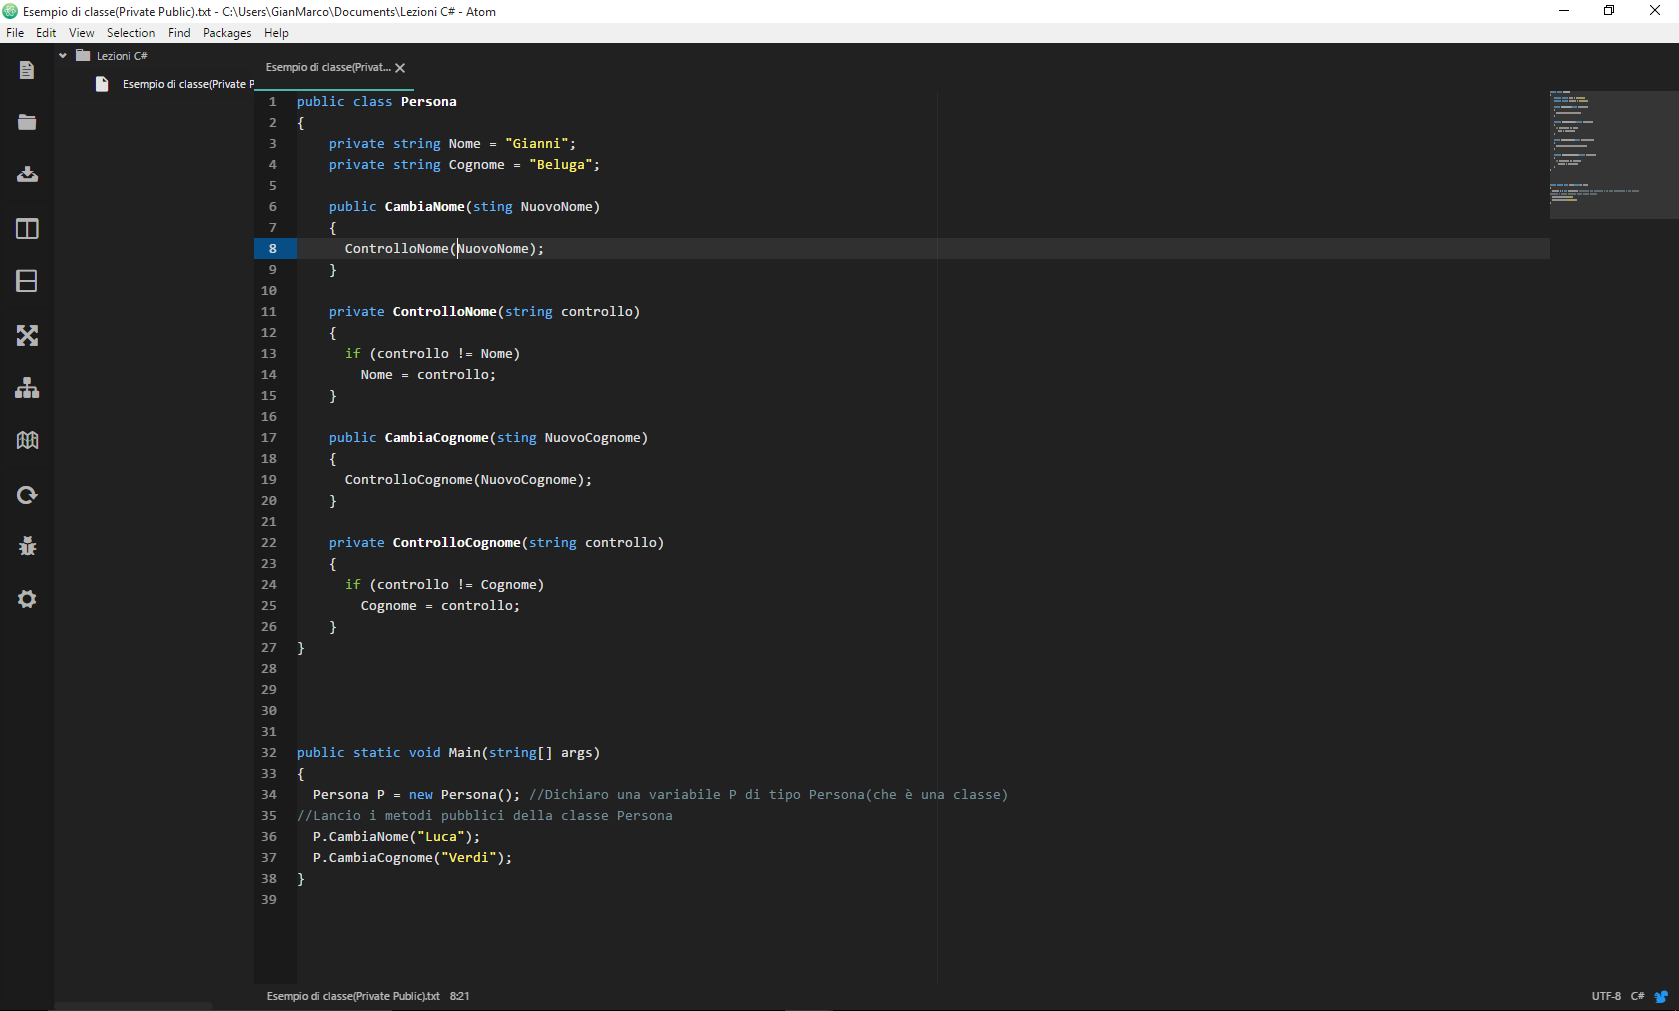 Esempio di classe(Private Public).txt - C:\Users\GianMarco\Documents\Lezioni C# - Atom
File Edit View Selection Find Packages Help
Lezioni C#
Esempio di classe(Private P
Esempio di classe(Privat...
1 public class Persona
2 {
3 private string Nome = "Gianni";
4 private string Cognome = "Beluga";
5
6 public CambiaNome(sting NuovoNome)
7 {
8 ControlloNome(NuovoNome);
9 }
10
11 private ControlloNome(string controllo)
12 {
13 if (controllo != Nome)
14 Nome = controllo;
15 }
16
17 public CambiaCognome(sting NuovoCognome)
18 {
19 ControlloCognome(NuovoCognome);
20 }
21
22 private ControlloCognome(string controllo)
23 {
24 if (controllo != Cognome)
25 Cognome = controllo;
26 }
27 }
28
29
30
31
32 public static void Main(string[] args)
33 {
34 Persona P = new Persona(); //Dichiaro una variabile P di tipo Persona(che è una classe)
35 //Lancio i metodi pubblici della classe Persona
36 P.CambiaNome("Luca");
37 P.CambiaCognome("Verdi");
38 }
39
Esempio di classe(Private Public).txt 8:21 UTF-8 C#